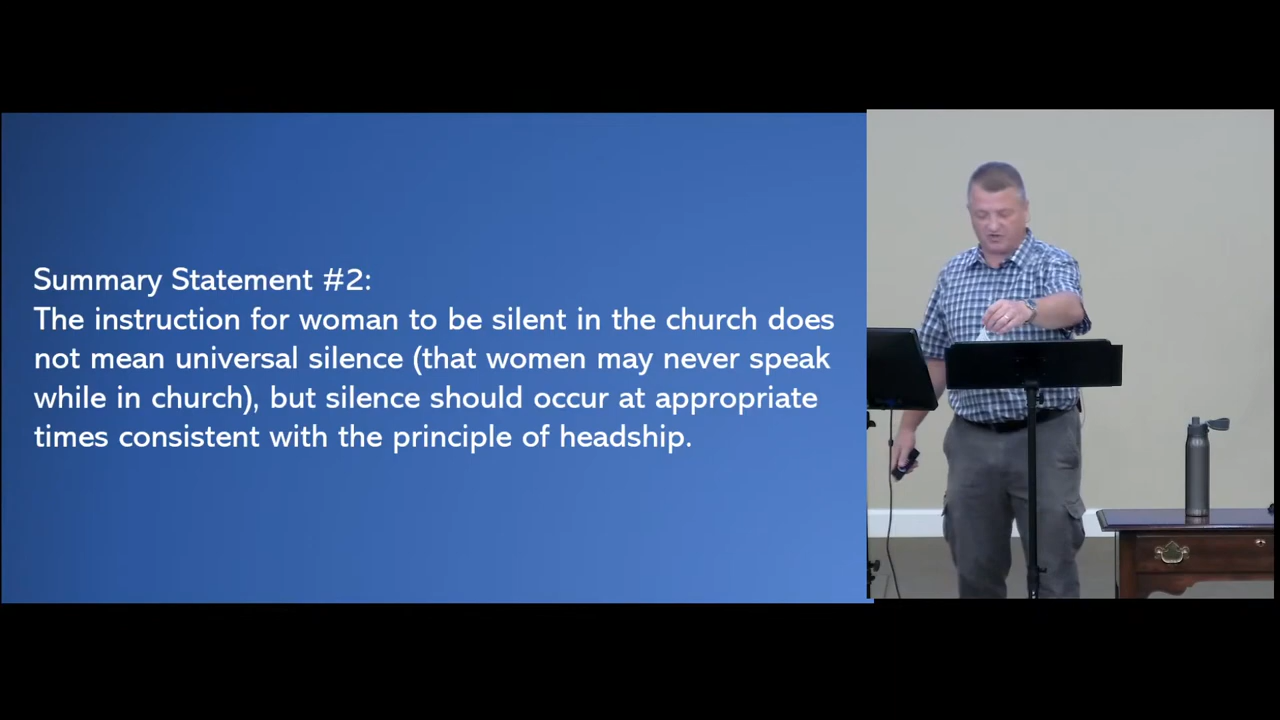 Summary Statement #2:
The instruction for woman to be silent in the church does
not mean universal silence (that women may never speak
while in church), but silence should occur at appropriate
times consistent with the principle of headship.